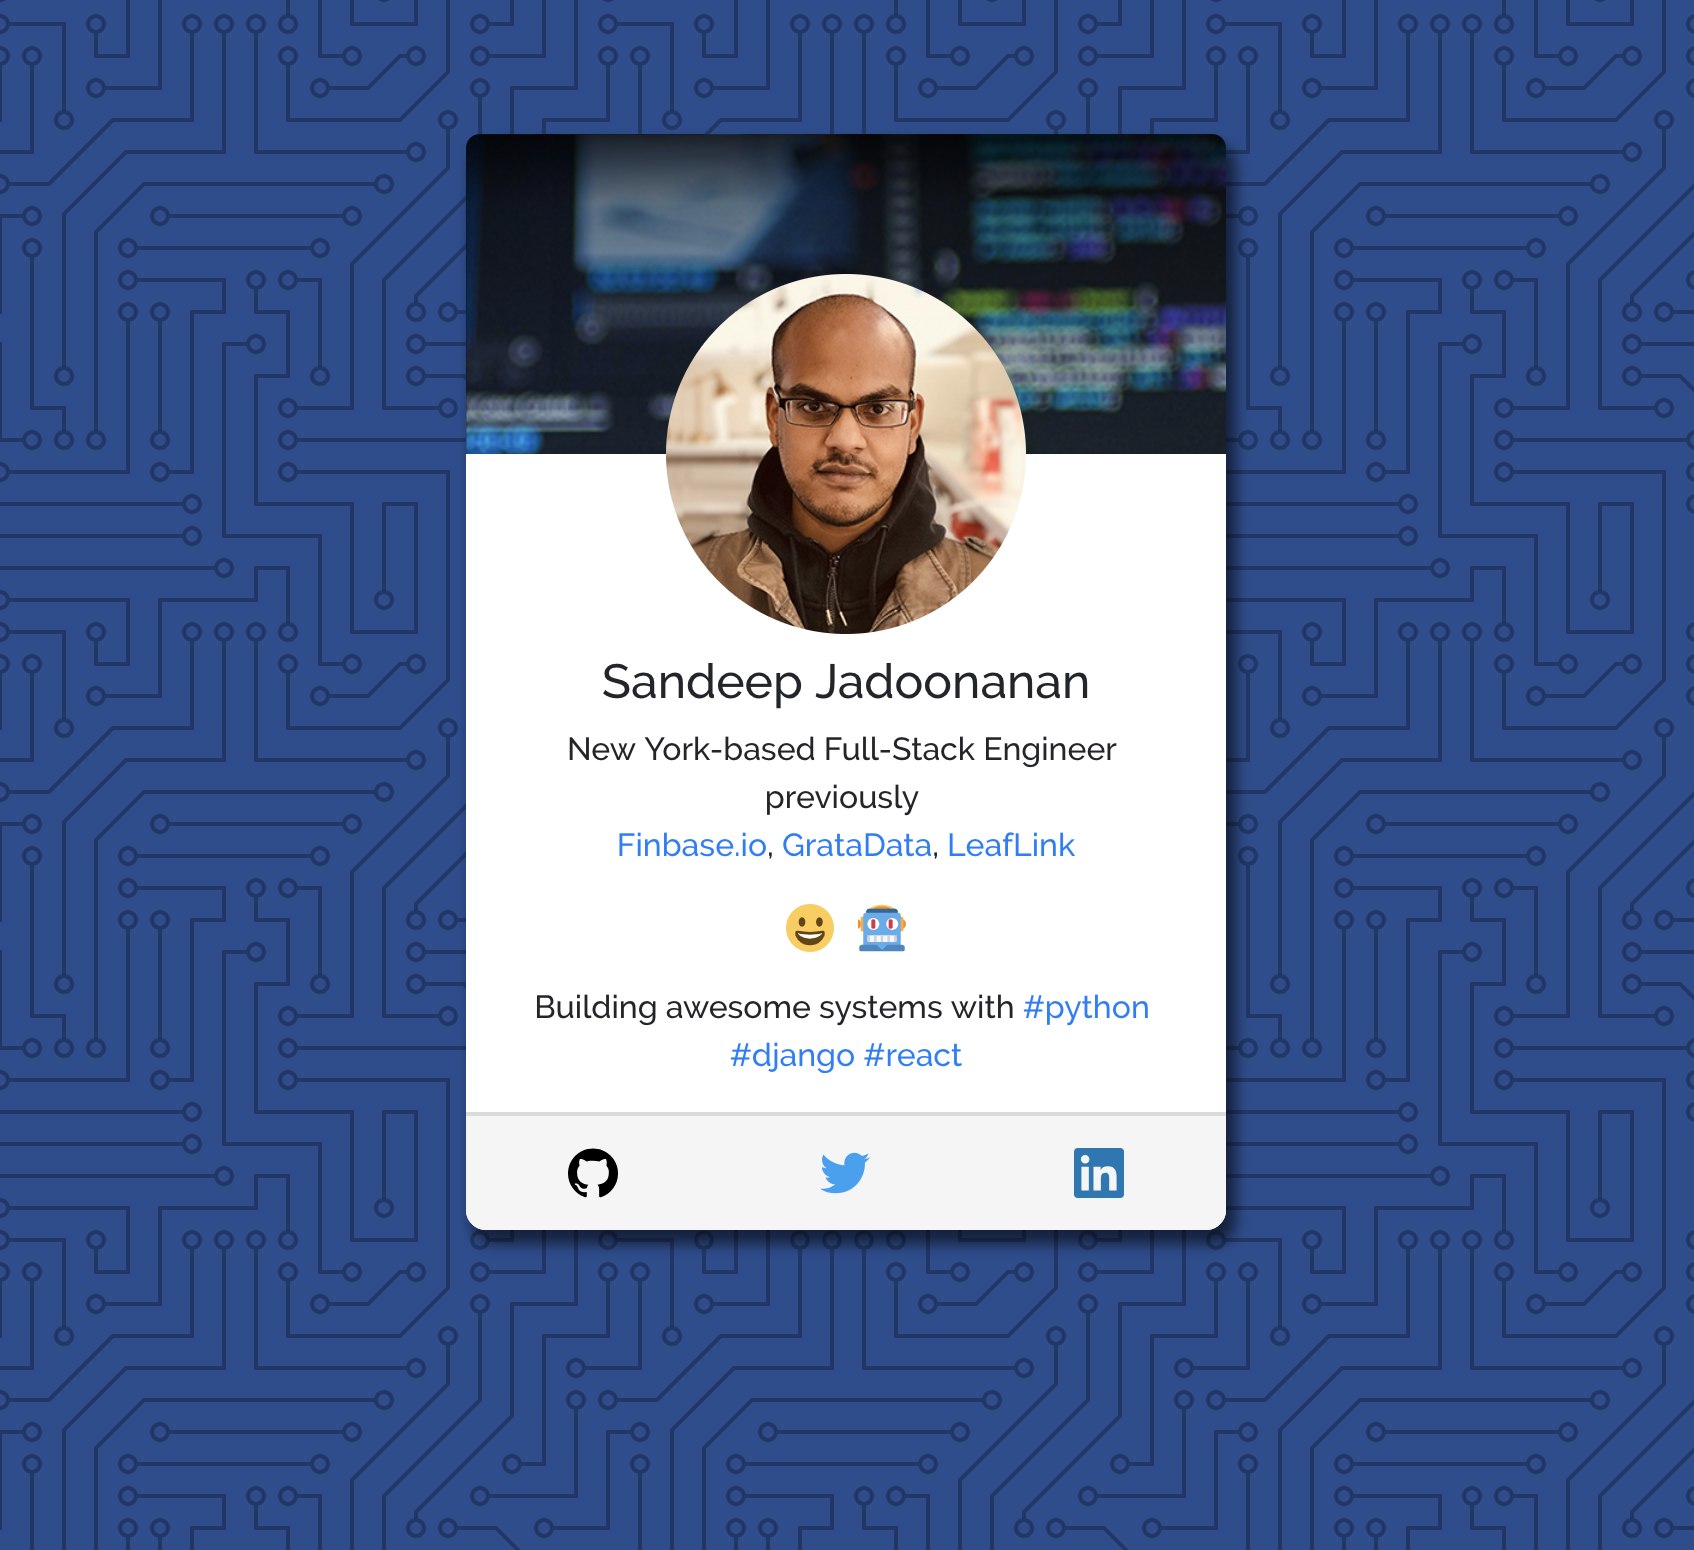 Sandeep Jadoonanan
New York-based Full-Stack Engineer
previously
Finbase.io, GrataData, LeafLink
Building awesome systems with #python
#django #react
in